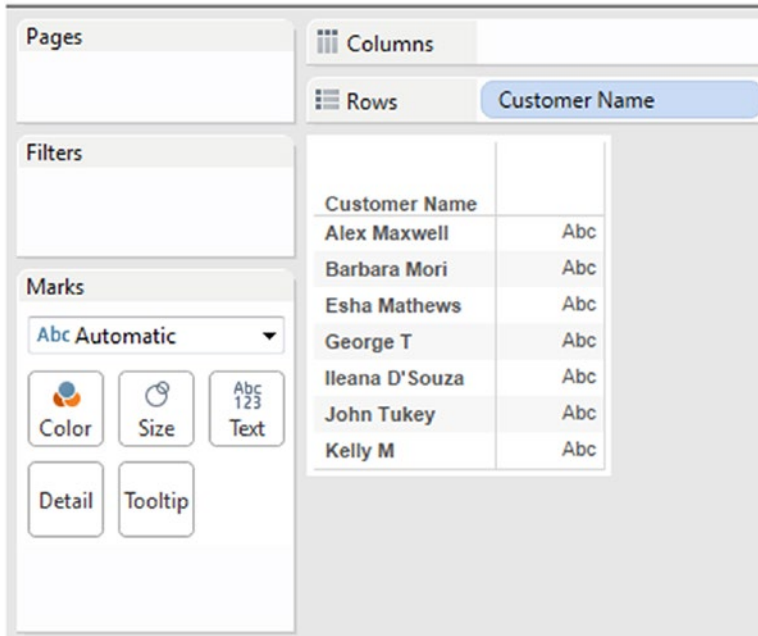 Pages
Columns
Rows
Customer Name
Filters
Customer Name
Alex Maxwell Abc
Barbara Mori Abc
Esha Mathews Abc
George T Abc
Ileana D'Souza Abc
John Tukey Abc
Kelly M Abc
Marks
Abc Automatic
Color
Size
Abc
123
Text
Detail
Tooltip